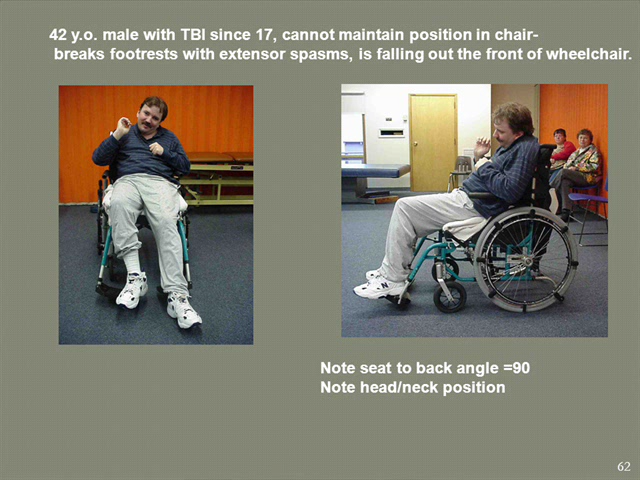 42 y.o. male with TBI since 17, cannot maintain position in chair-
breaks footrests with extensor spasms, is falling out the front of wheelchair.
Note seat to back angle =90
Note head/neck position
62